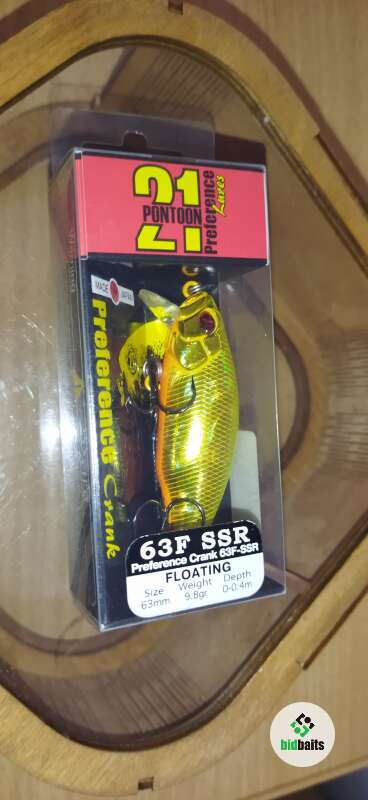 21
PONTOON
Preference
Lures
MADE JAPAN
Preference Crank
63F SSR
Preference Crank 63F-SSR
FLOATING
Size Weight Depth
63mm 9.8gr 0-0.4m
bidbaits